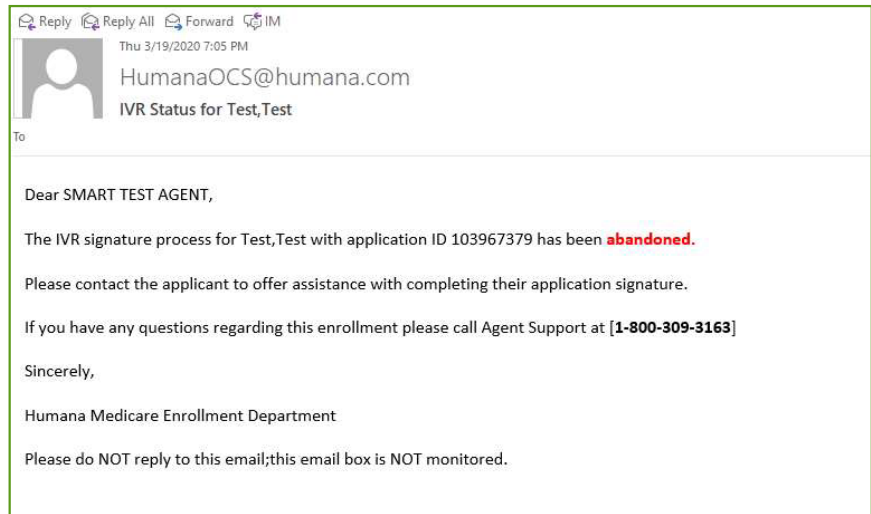 Reply Reply All Forward IM
Thu 3/19/2020 7:05 PM
HumanaOCS@humana.com
IVR Status for Test,Test
To
Dear SMART TEST AGENT,
The IVR signature process for Test,Test with application ID 103967379 has been abandoned.
Please contact the applicant to offer assistance with completing their application signature.
If you have any questions regarding this enrollment please call Agent Support at [1-800-309-3163]
Sincerely,
Humana Medicare Enrollment Department
Please do NOT reply to this email;this email box is NOT monitored.